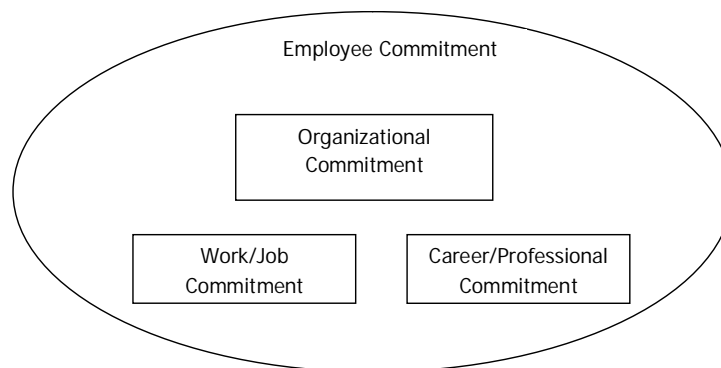 Employee Commitment
Organizational
Commitment
Work/Job
Commitment
Career/Professional
Commitment